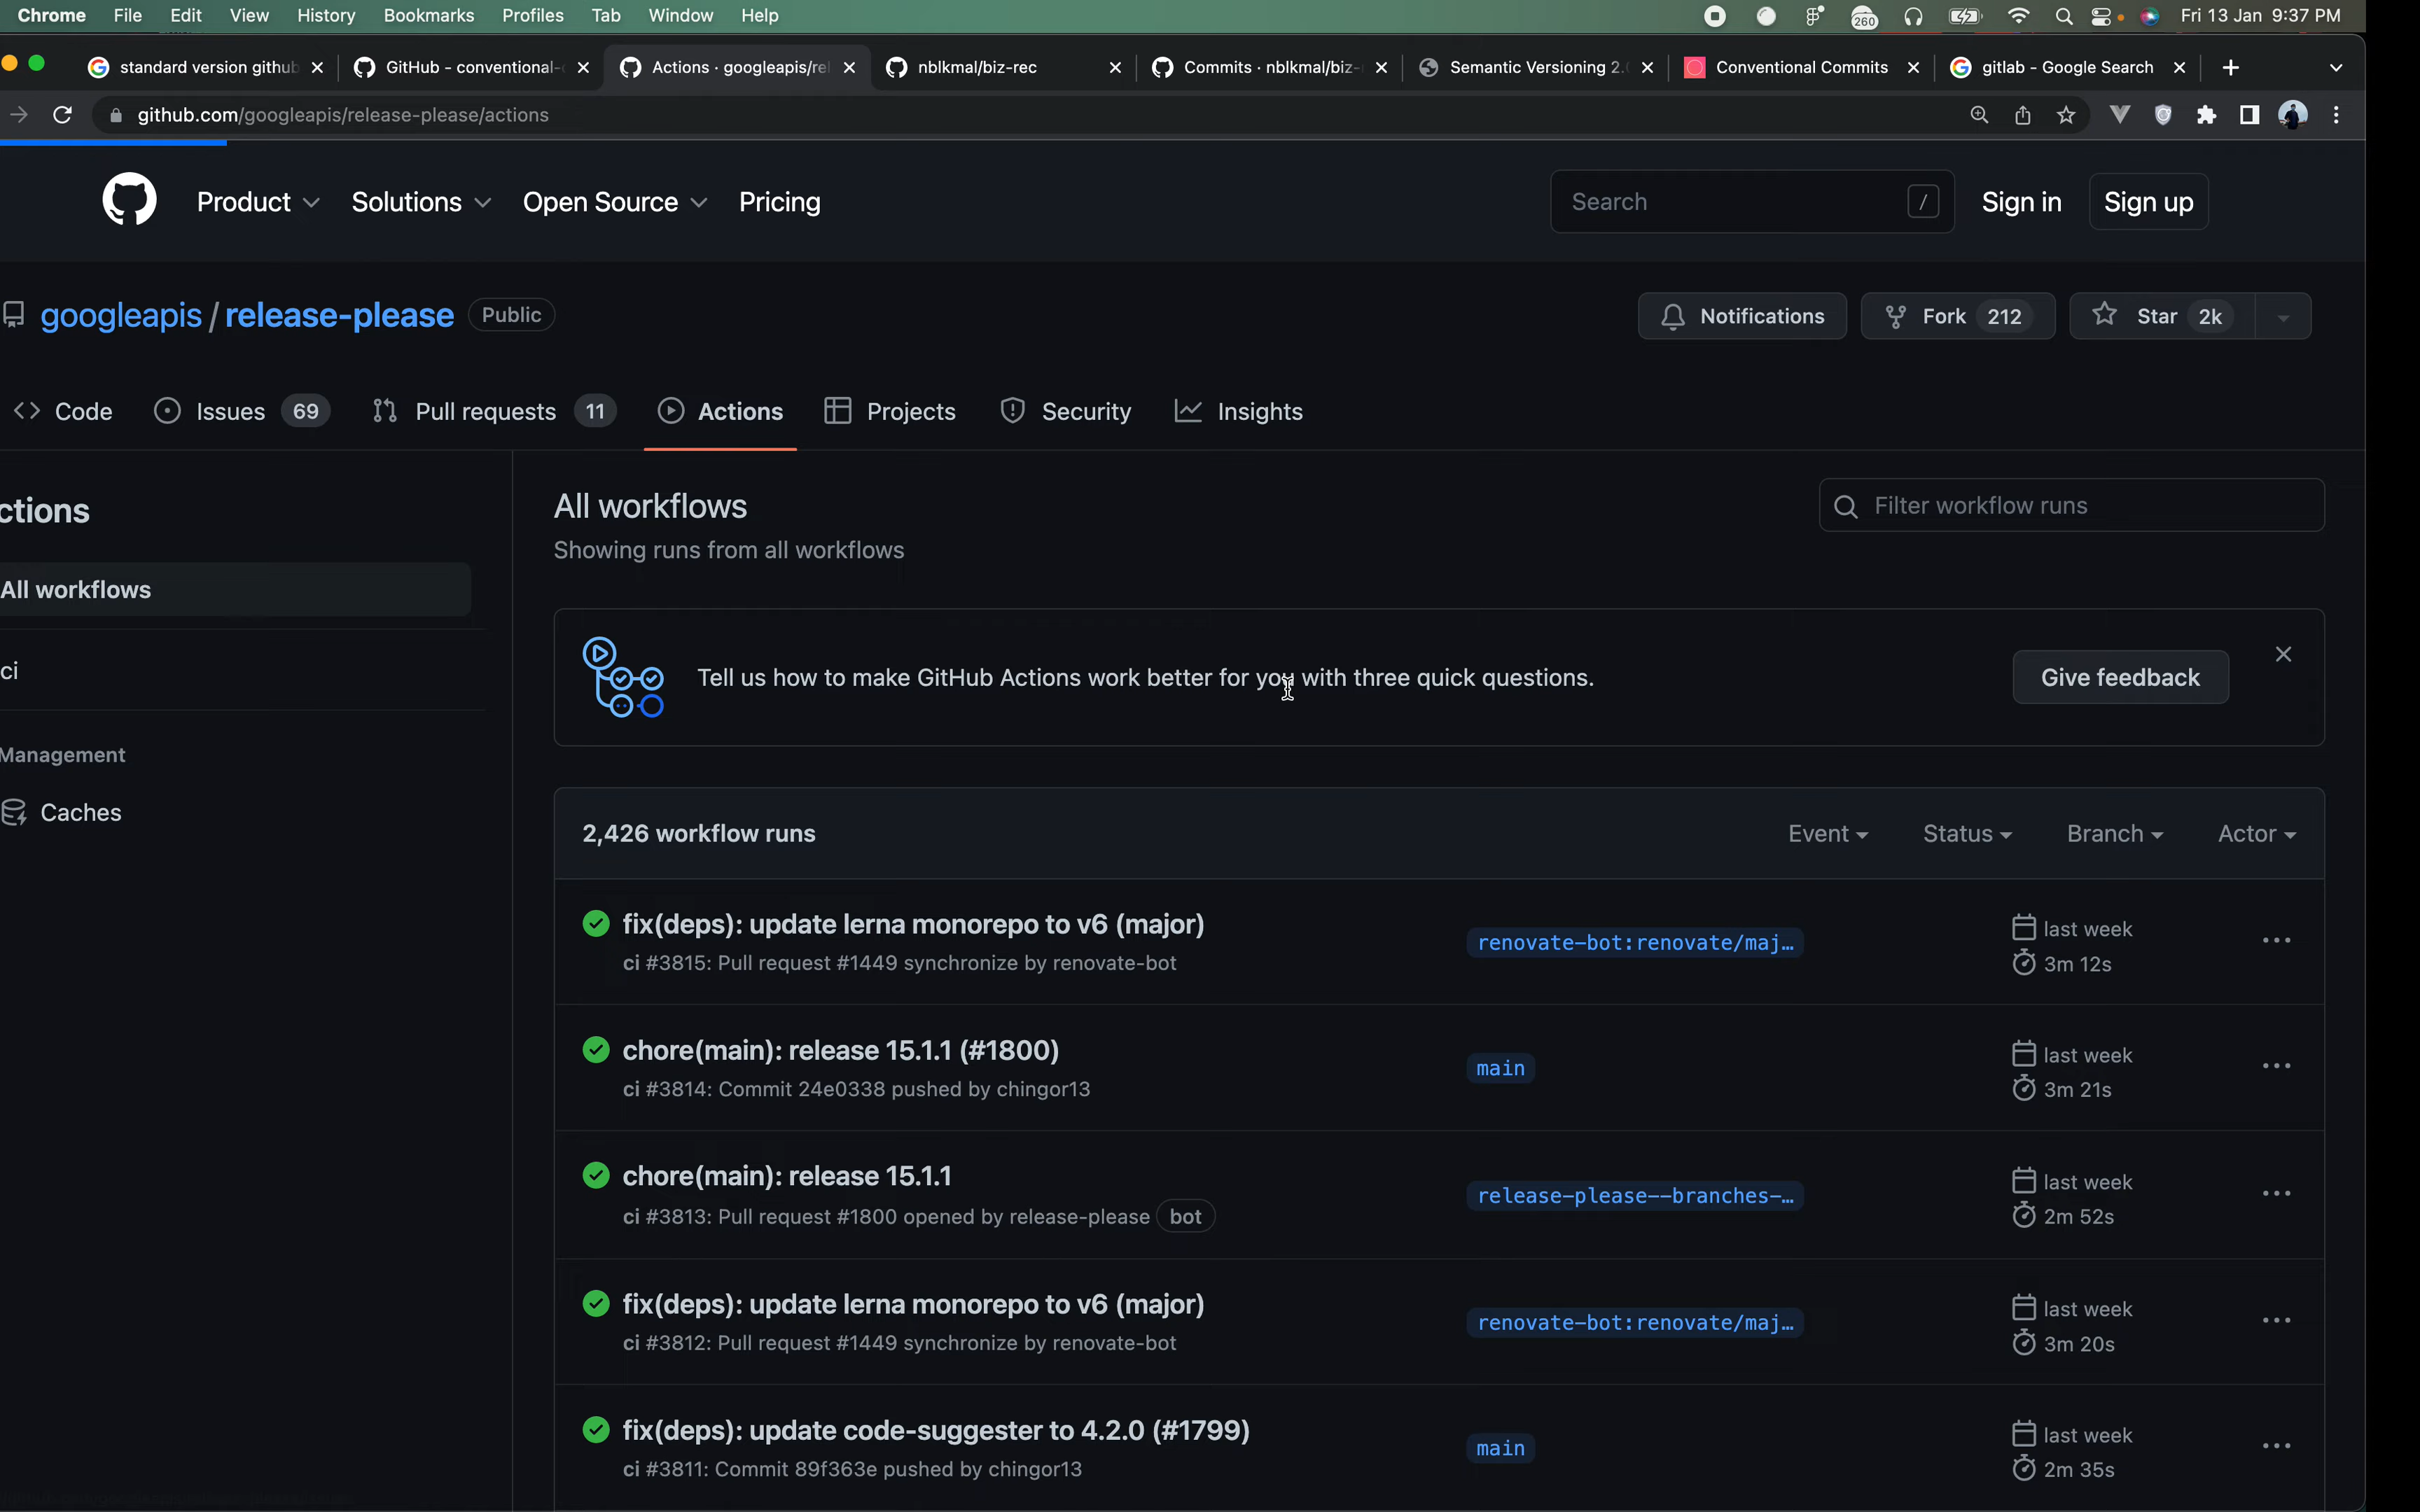 Chrome File Edit View History Bookmarks Profiles Tab Window Help 260 Fri 13 Jan 9:37 PM
standard version github GitHub - conventional- Actions · googleapis/rel nblkmal/biz-rec Commits · nblkmal/biz- Semantic Versioning 2. Conventional Commits gitlab - Google Search
github.com/googleapis/release-please/actions
Product Solutions Open Source Pricing Search / Sign in Sign up
googleapis / release-please Public Notifications Fork 212 Star 2k
Code Issues 69 Pull requests 11 Actions Projects Security Insights
ctions
All workflows
ci
Management
Caches
All workflows
Filter workflow runs
Showing runs from all workflows
Tell us how to make GitHub Actions work better for you with three quick questions.
Give feedback
2,426 workflow runs Event Status Branch Actor
fix(deps): update lerna monorepo to v6 (major)
ci #3815: Pull request #1449 synchronize by renovate-bot
renovate-bot:renovate/maj…
last week
3m 12s
chore(main): release 15.1.1 (#1800)
ci #3814: Commit 24e0338 pushed by chingor13
main
last week
3m 21s
chore(main): release 15.1.1
ci #3813: Pull request #1800 opened by release-please bot
release-please--branches-…
last week
2m 52s
fix(deps): update lerna monorepo to v6 (major)
ci #3812: Pull request #1449 synchronize by renovate-bot
renovate-bot:renovate/maj…
last week
3m 20s
fix(deps): update code-suggester to 4.2.0 (#1799)
ci #3811: Commit 89f363e pushed by chingor13
main
last week
2m 35s